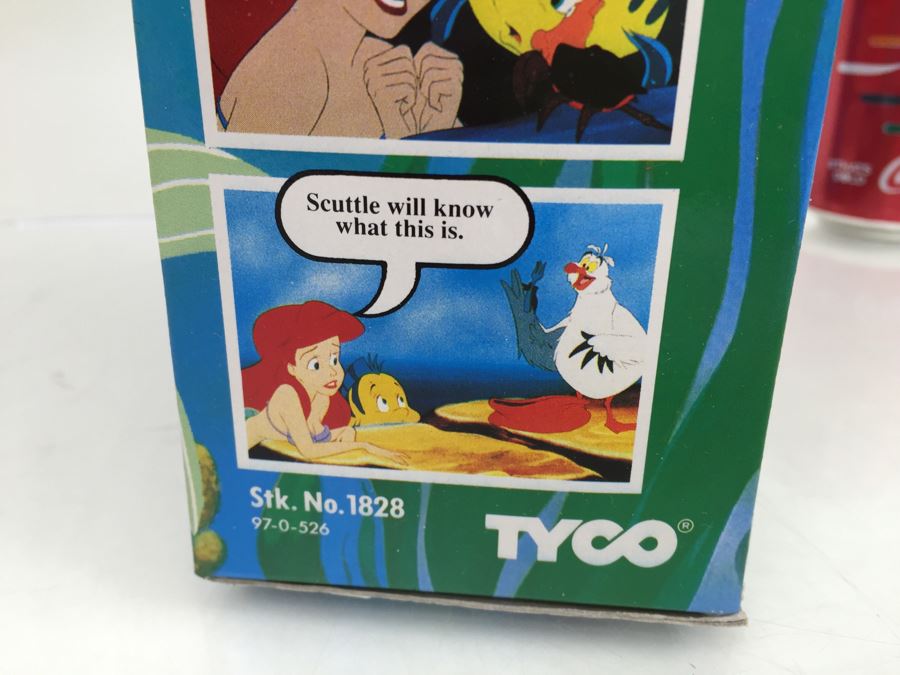 Scuttle will know
what this is.
Stk. No.1828
97-0-526
TYCO®